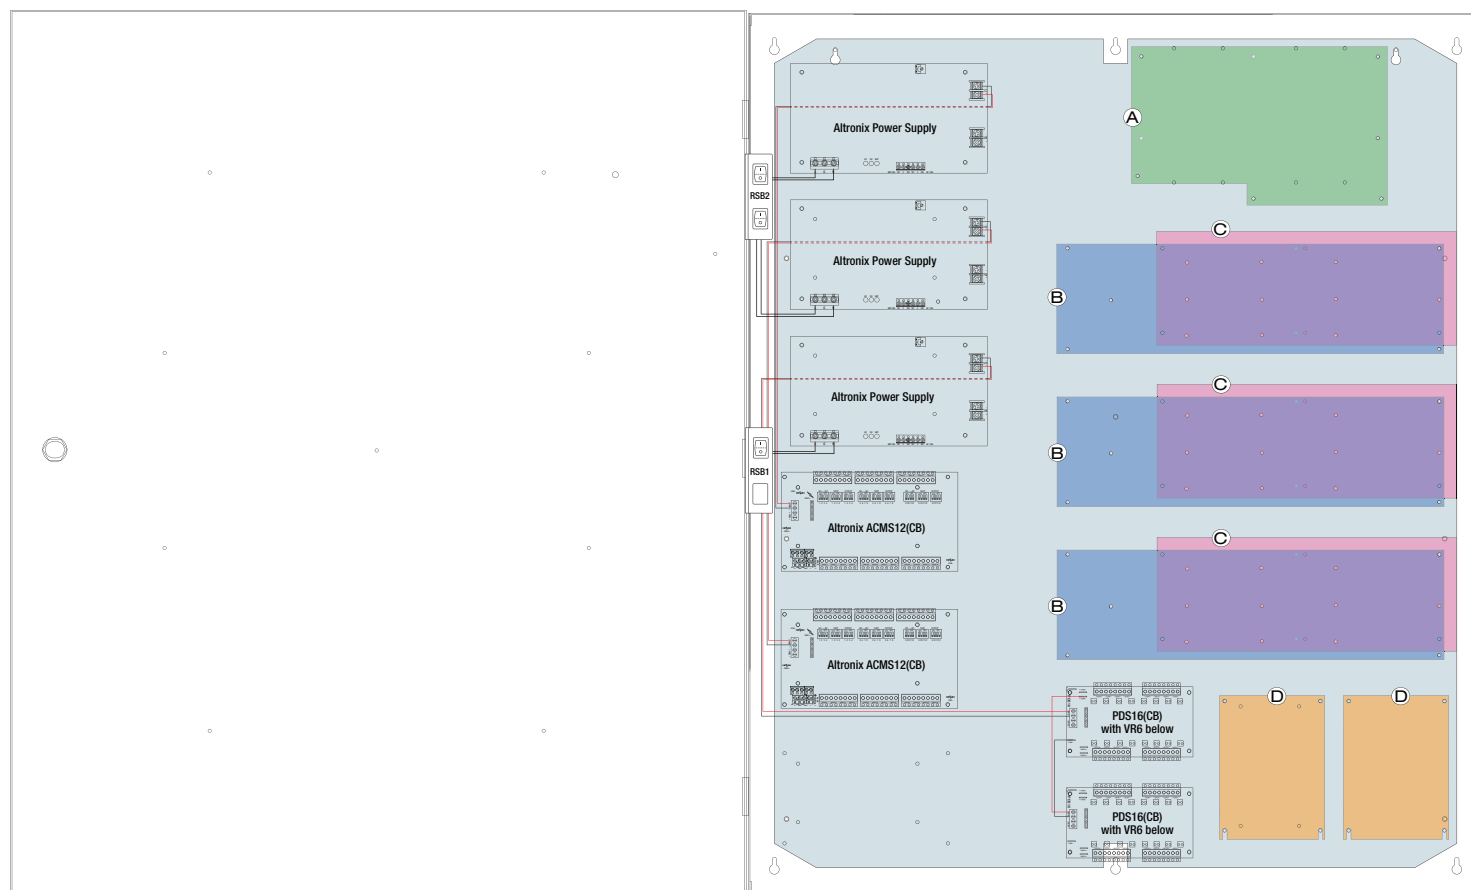 A
Altronix Power Supply
RSB2
C
Altronix Power Supply
B
C
Altronix Power Supply
B
RSB1
Altronix ACMS12(CB)
C
B
Altronix ACMS12(CB)
D
D
PDS16(CB)
with VR6 below
PDS16(CB)
with VR6 below